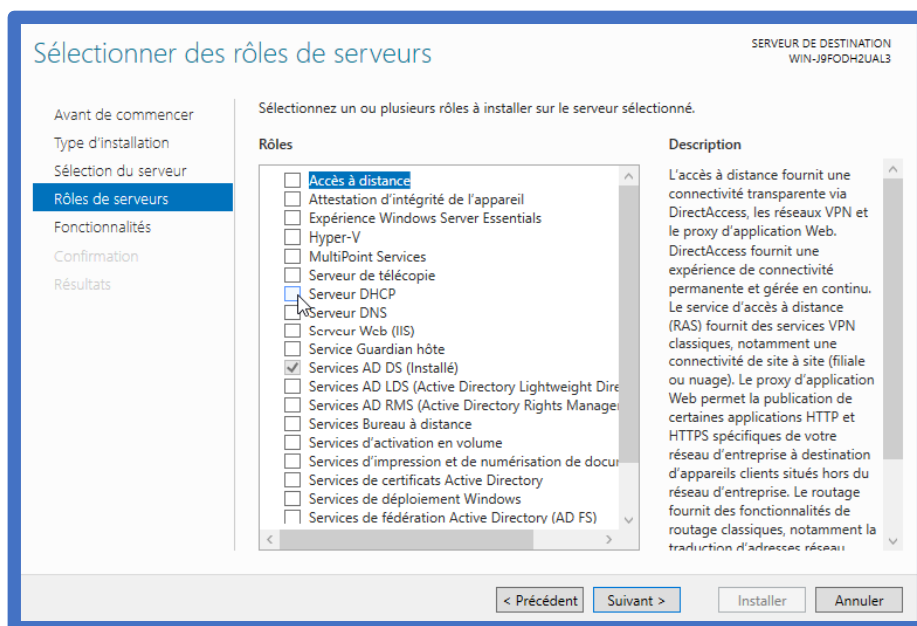 Sélectionner des rôles de serveurs
SERVEUR DE DESTINATION
WIN-J9FODH2UAL3
Avant de commencer
Type d'installation
Sélection du serveur
Rôles de serveurs
Fonctionnalités
Confirmation
Résultats
Sélectionnez un ou plusieurs rôles à installer sur le serveur sélectionné.
Rôles
Accès à distance
Attestation d'intégrité de l'appareil
Expérience Windows Server Essentials
Hyper-V
MultiPoint Services
Serveur de télécopie
Serveur DHCP
Serveur DNS
Serveur Web (IIS)
Service Guardian hôte
Services AD DS (Installé)
Services AD LDS (Active Directory Lightweight Dire
Services AD RMS (Active Directory Rights Manager
Services Bureau à distance
Services d'activation en volume
Services d'impression et de numérisation de docur
Services de certificats Active Directory
Services de déploiement Windows
Services de fédération Active Directory (AD FS)
Description
L'accès à distance fournit une
connectivité transparente via
DirectAccess, les réseaux VPN et
le proxy d'application Web.
DirectAccess fournit une
expérience de connectivité
permanente et gérée en continu.
Le service d'accès à distance
(RAS) fournit des services VPN
classiques, notamment une
connectivité de site à site (filiale
ou nuage). Le proxy d'application
Web permet la publication de
certaines applications HTTP et
HTTPS spécifiques de votre
réseau d'entreprise à destination
d'appareils clients situés hors du
réseau d'entreprise. Le routage
fournit des fonctionnalités de
routage classiques, notamment la
traduction d'adresses réseau
< Précédent
Suivant >
Installer
Annuler